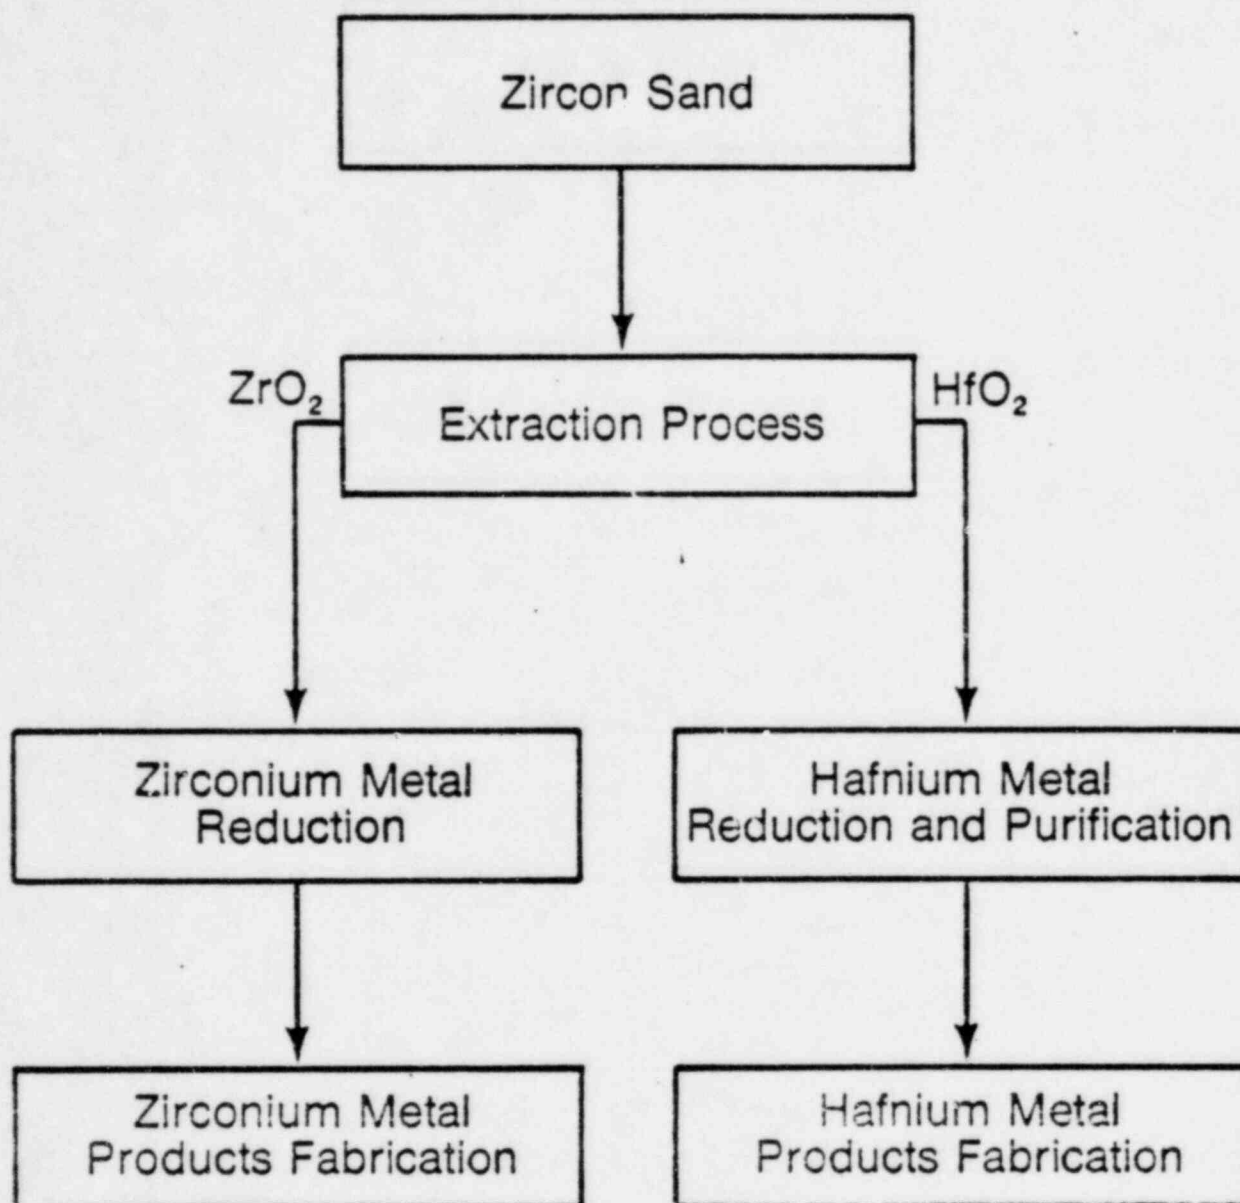 Zircon Sand
ZrO₂
HfO₂
Extraction Process
Zirconium Metal
Reduction
Hafnium Metal
Reduction and Purification
Zirconium Metal
Products Fabrication
Hafnium Metal
Products Fabrication